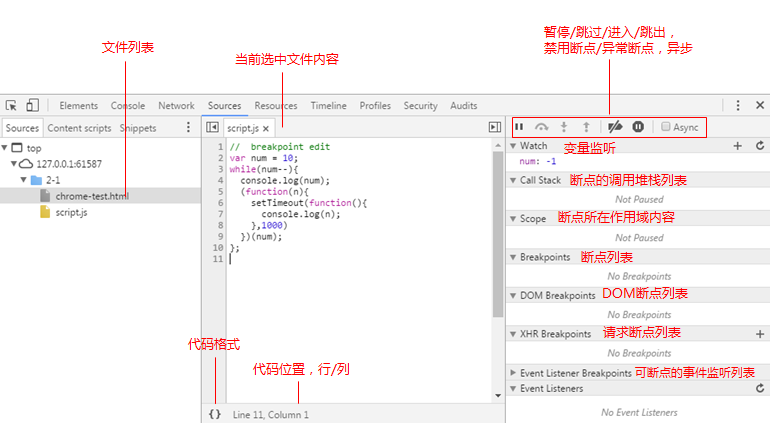 文件列表
当前选中文件内容
暂停/跳过/进入/跳出，
禁用断点/异常断点，异步
Elements Console Network Sources Resources Timeline Profiles Security Audits
Sources Content scripts Snippets
script.js
Async
top
127.0.0.1:61587
2-1
chrome-test.html
script.js
1 // breakpoint edit
2 var num = 10;
3 while(num--){
4 console.log(num);
5 (function(n){
6 setTimeout(function(){
7 console.log(n);
8 },1000)
9 })(num);
10 };
11
代码格式
代码位置，行/列
{} Line 11, Column 1
Watch 变量监听
num: -1
Call Stack 断点的调用堆栈列表
Not Paused
Scope 断点所在作用域内容
Not Paused
Breakpoints 断点列表
No Breakpoints
DOM Breakpoints DOM断点列表
No Breakpoints
XHR Breakpoints 请求断点列表
No Breakpoints
Event Listener Breakpoints 可断点的事件监听列表
Event Listeners
No Event Listeners